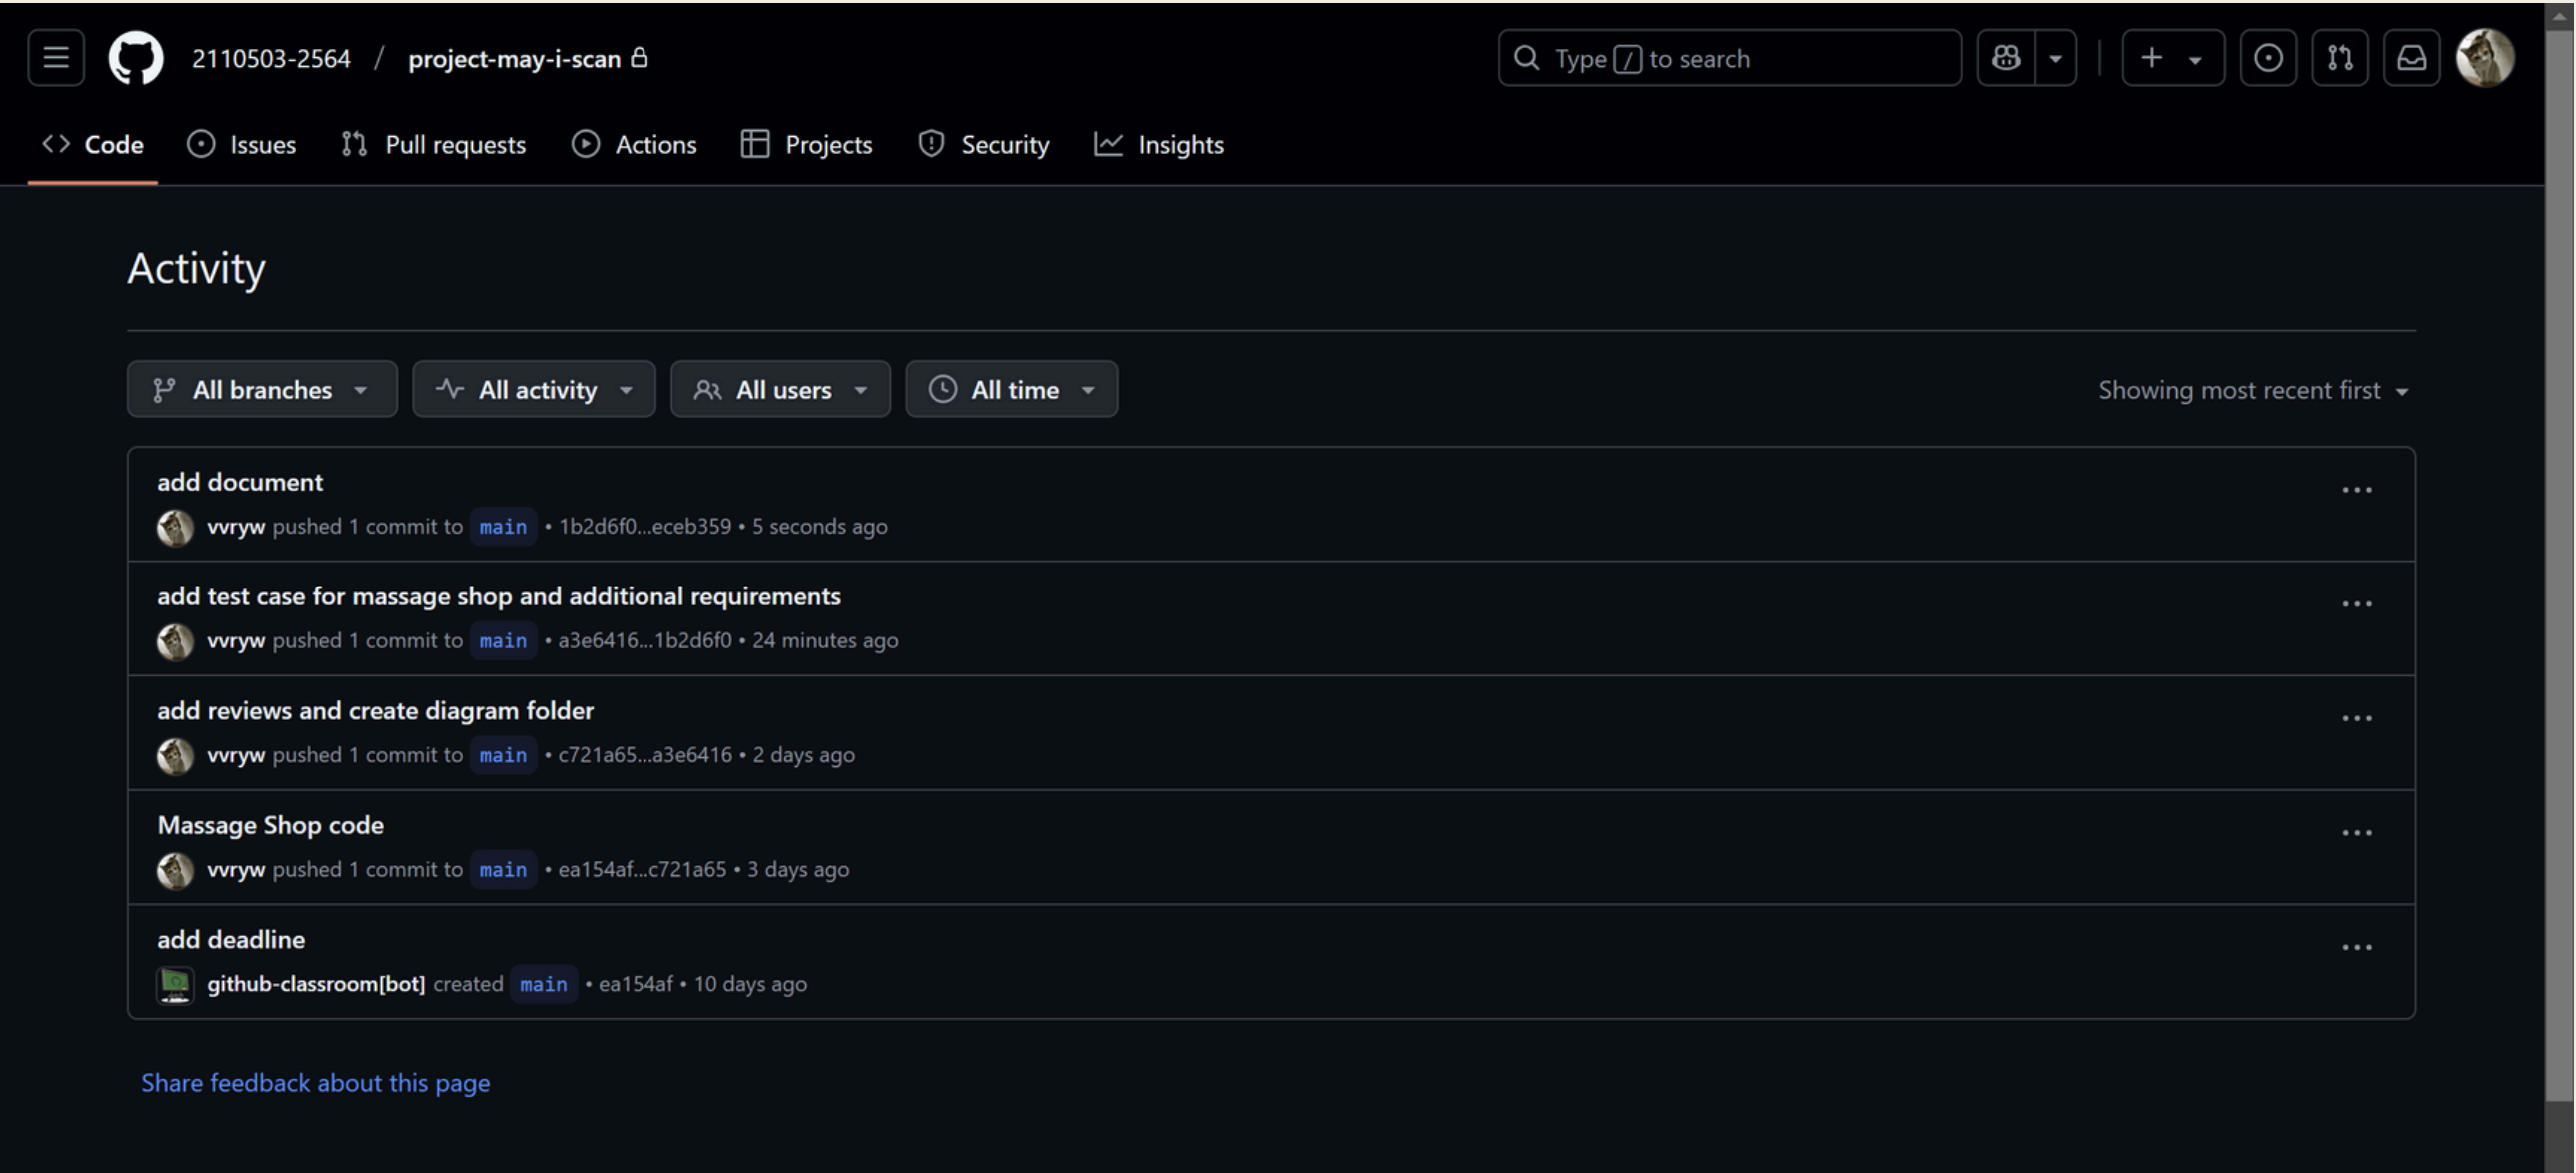 2110503-2564 / project-may-i-scan
Type / to search
Code Issues Pull requests Actions Projects Security Insights
Activity
All branches All activity All users All time Showing most recent first
add document
vvryw pushed 1 commit to main • 1b2d6f0...eceb359 • 5 seconds ago
add test case for massage shop and additional requirements
vvryw pushed 1 commit to main • a3e6416...1b2d6f0 • 24 minutes ago
add reviews and create diagram folder
vvryw pushed 1 commit to main • c721a65...a3e6416 • 2 days ago
Massage Shop code
vvryw pushed 1 commit to main • ea154af...c721a65 • 3 days ago
add deadline
github-classroom[bot] created main • ea154af • 10 days ago
Share feedback about this page